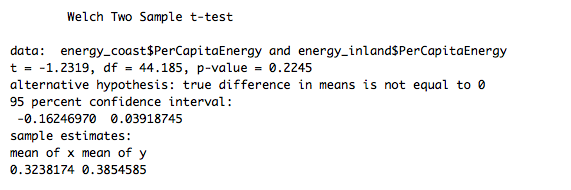 Welch Two Sample t-test
data:  energy_coast$PerCapitaEnergy and energy_inland$PerCapitaEnergy
t = -1.2319, df = 44.185, p-value = 0.2245
alternative hypothesis: true difference in means is not equal to 0
95 percent confidence interval:
 -0.16246970  0.03918745
sample estimates:
mean of x mean of y
0.3238174 0.3854585